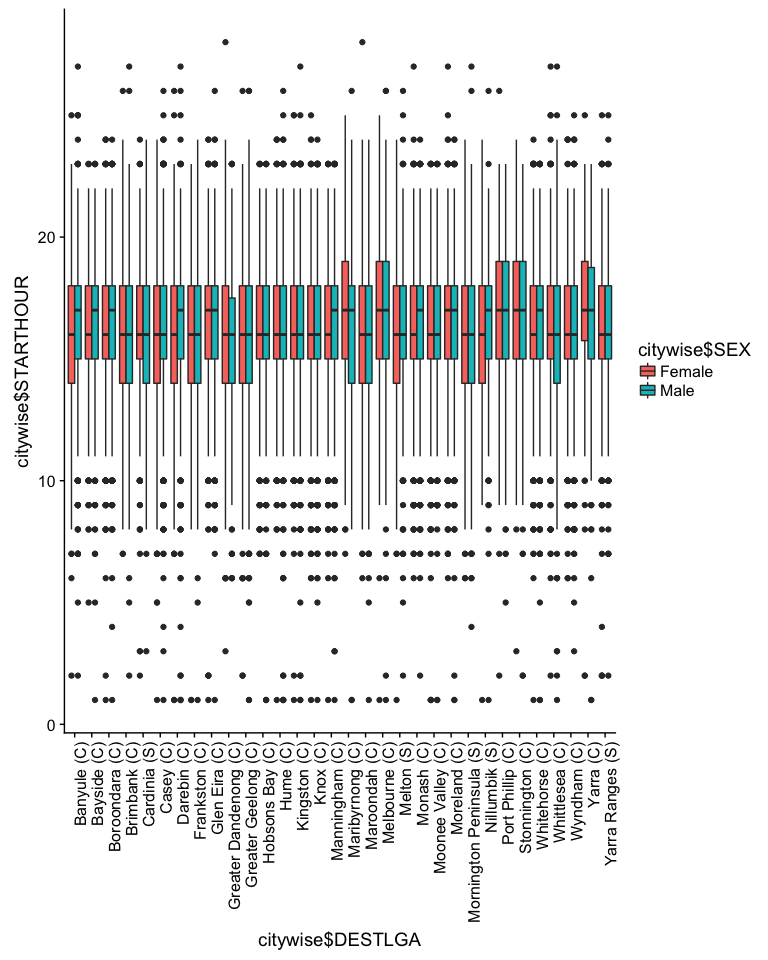 citywise$STARTHOUR
20
10
0
Banyule (C)
Bayside (C)
Boroondara (C)
Brimbank (C)
Cardinia (S)
Casey (C)
Darebin (C)
Frankston (C)
Glen Eira (C)
Greater Dandenong (C)
Greater Geelong (C)
Hobsons Bay (C)
Hume (C)
Kingston (C)
Knox (C)
Manningham (C)
Maribyrnong (C)
Maroondah (C)
Melbourne (C)
Melton (S)
Monash (C)
Moonee Valley (C)
Moreland (C)
Mornington Peninsula (S)
Nillumbik (S)
Port Phillip (C)
Stonnington (C)
Whitehorse (C)
Whittlesea (C)
Wyndham (C)
Yarra (C)
Yarra Ranges (S)
citywise$DESTLGA
citywise$SEX
Female
Male